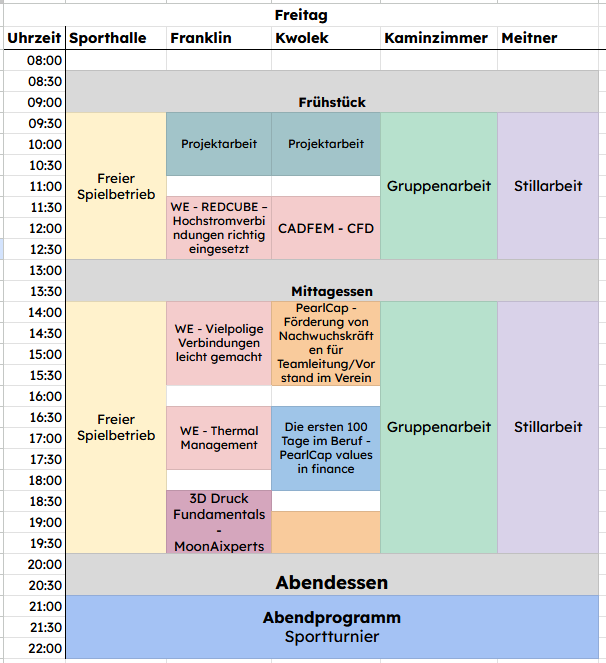 Freitag
Uhrzeit Sporthalle Franklin Kwolek Kaminzimmer Meitner
08:00
08:30
09:00 Frühstück
09:30
10:00 Projektarbeit Projektarbeit
10:30
Freier
Spielbetrieb
Gruppenarbeit Stillarbeit
11:00
11:30
12:00
12:30
WE - REDCUBE –
Hochstromverbi
ndungen richtig
eingesetzt
CADFEM - CFD
13:00
13:30 Mittagessen
14:00
14:30
15:00
15:30
WE - Vielpolige
Verbindungen
leicht gemacht
PearlCap -
Förderung von
Nachwuchskräft
en für
Teamleitung/Vor
stand im Verein
16:00
16:30
17:00
17:30
Freier
Spielbetrieb
WE - Thermal
Management
Die ersten 100
Tage im Beruf -
PearlCap values
in finance
Gruppenarbeit Stillarbeit
18:00
18:30
19:00
19:30
3D Druck
Fundamentals
-
MoonAixperts
20:00
20:30 Abendessen
21:00
21:30
22:00
Abendprogramm
Sportturnier